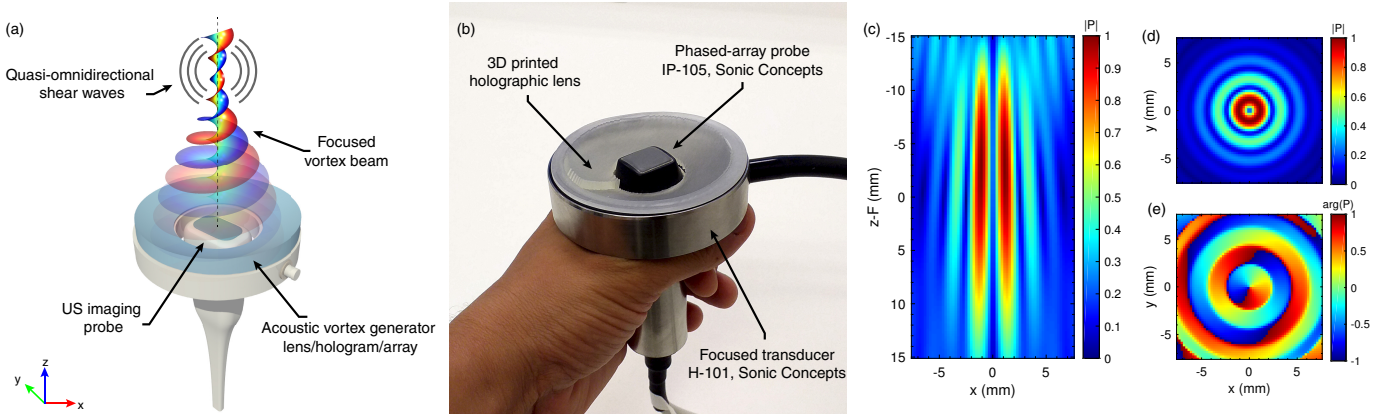 (a)
Quasi-omnidirectional
shear waves
Focused
vortex beam
US imaging
probe
Acoustic vortex generator
lens/hologram/array
z
y
x
(b)
3D printed
holographic lens
Phased-array probe
IP-105, Sonic Concepts
Focused transducer
H-101, Sonic Concepts
(c)
|P|
-15
-10
-5
0
5
10
15
z-F (mm)
-5
0
5
x (mm)
1
0.9
0.8
0.7
0.6
0.5
0.4
0.3
0.2
0.1
0
(d)
|P|
5
0
-5
y (mm)
1
0.8
0.6
0.4
0.2
0
(e)
arg(P)
5
0
-5
y (mm)
-5
0
5
x (mm)
1
0.5
0
-0.5
-1